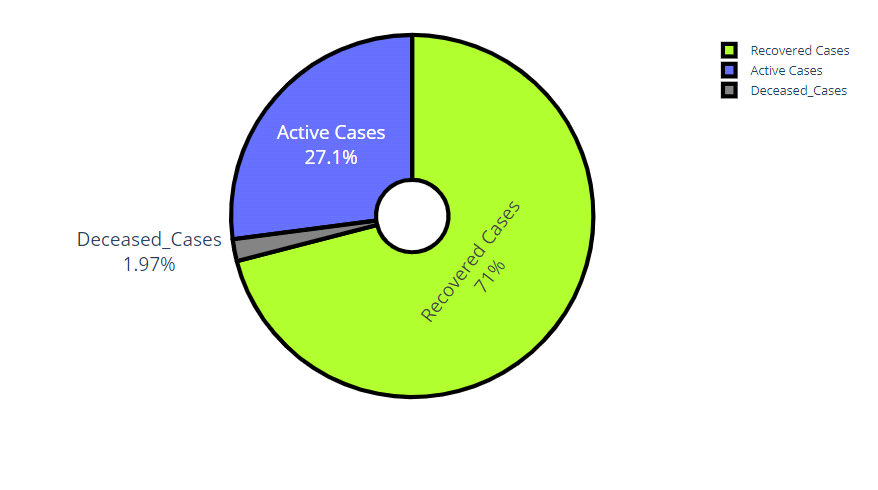 Active Cases
27.1%
Deceased_Cases
1.97%
Recovered Cases
71%
Recovered Cases
Active Cases
Deceased_Cases